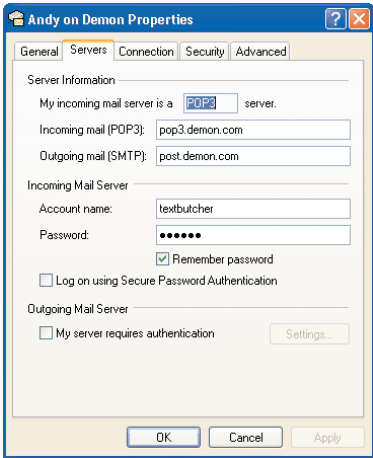 Andy on Demon Properties
General Servers Connection Security Advanced
Server Information
My incoming mail server is a POP3 server.
Incoming mail (POP3): pop3.demon.com
Outgoing mail (SMTP): post.demon.com
Incoming Mail Server
Account name: textbutcher
Password: ••••••
Remember password
Log on using Secure Password Authentication
Outgoing Mail Server
My server requires authentication Settings...
OK Cancel Apply